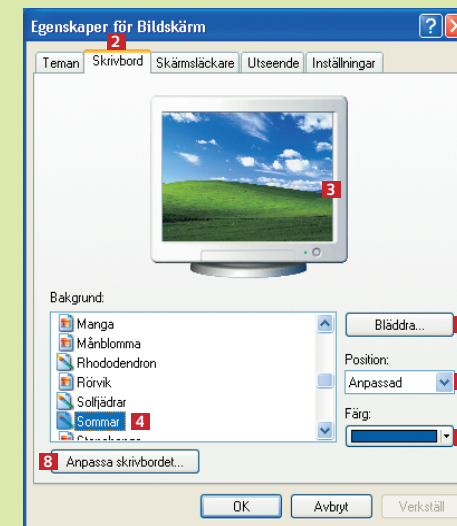 Egenskaper för Bildskärm
2
Teman Skrivbord Skärmsläckare Utseende Inställningar
3
Bakgrund:
Manga
Månblomma
Rhododendron
Rörvik
Solfjädrar
Sommar 4
Stonehenge
Bläddra...
Position:
Anpassad
Färg:
8 Anpassa skrivbordet...
OK Avbryt Verkställ